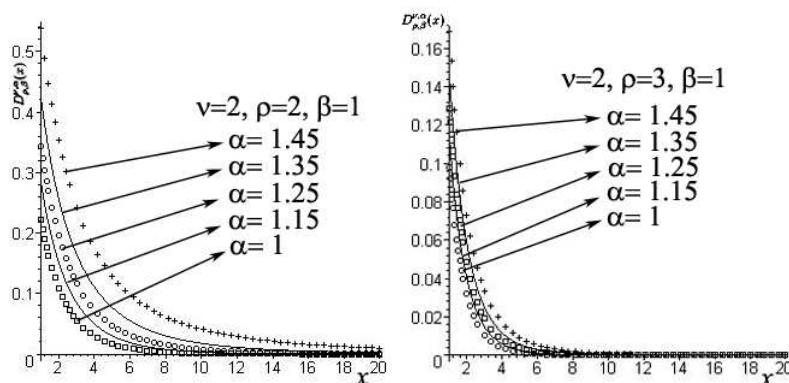 D^{ν,α}_{ρ,β}(x)
0.5
0.4
0.3
0.2
0.1
ν=2, ρ=2, β=1
α= 1.45
α= 1.35
α= 1.25
α= 1.15
α= 1
2 4 6 8 10 12 14 16 18 20
x
D^{ν,α}_{ρ,β}(x)
0.16
0.14
0.12
0.1
0.08
0.06
0.04
0.02
ν=2, ρ=3, β=1
α= 1.45
α= 1.35
α= 1.25
α= 1.15
α= 1
2 4 6 8 10 12 14 16 18 20
x